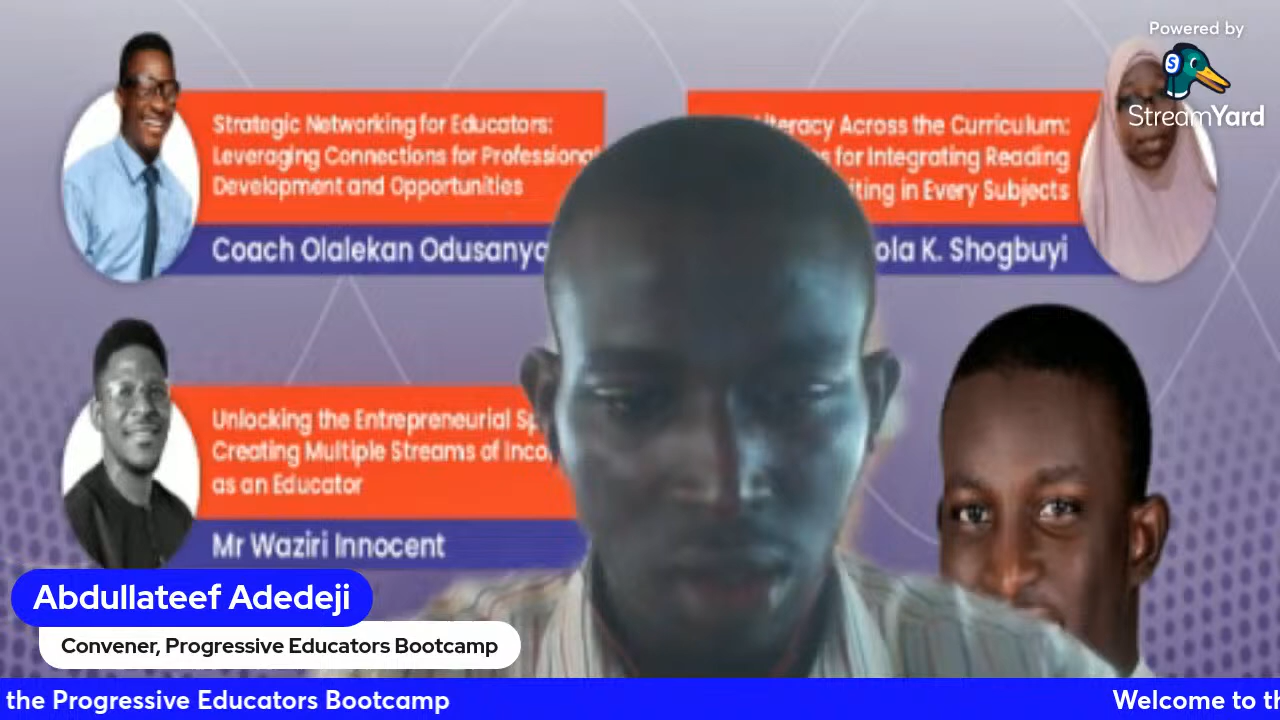 Powered by
StreamYard
Strategic Networking for Educators:
Leveraging Connections for Professional
Development and Opportunities
Coach Olalekan Odusanya
Literacy Across the Curriculum:
for Integrating Reading
in Every Subjects
K. Shogbuyi
Unlocking the Entrepreneurial
Creating Multiple Streams of
as an Educator
Mr Waziri Innocent
Abdullateef Adedeji
Convener, Progressive Educators Bootcamp
the Progressive Educators Bootcamp
Welcome to